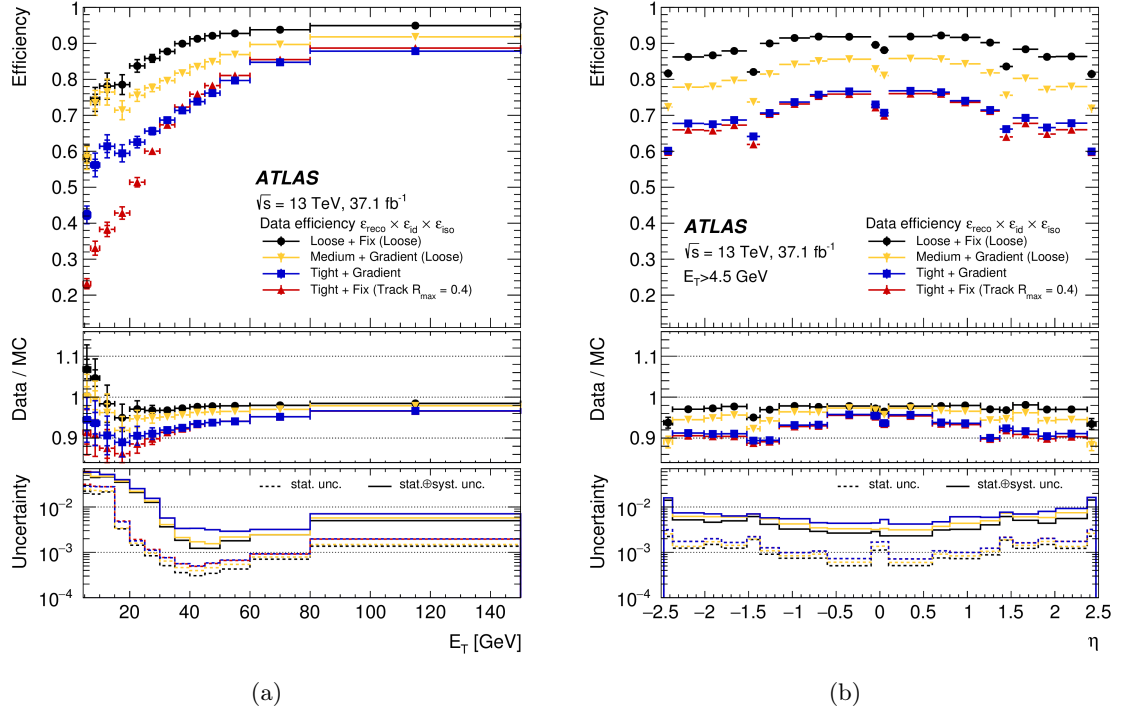 Efficiency
1
0.9
0.8
0.7
0.6
0.5
0.4
0.3
0.2
ATLAS
√s = 13 TeV, 37.1 fb⁻¹
Data efficiency ε_reco × ε_id × ε_iso
Loose + Fix (Loose)
Medium + Gradient (Loose)
Tight + Gradient
Tight + Fix (Track R_max = 0.4)
Data / MC
1.1
1
0.9
Uncertainty
10⁻²
10⁻³
10⁻⁴
stat. unc.
stat.⊕syst. unc.
20 40 60 80 100 120 140
E_T [GeV]
(a)
Efficiency
1
0.9
0.8
0.7
0.6
0.5
0.4
0.3
0.2
ATLAS
√s = 13 TeV, 37.1 fb⁻¹
E_T>4.5 GeV
Data efficiency ε_reco × ε_id × ε_iso
Loose + Fix (Loose)
Medium + Gradient (Loose)
Tight + Gradient
Tight + Fix (Track R_max = 0.4)
Data / MC
1.1
1
0.9
Uncertainty
10⁻²
10⁻³
10⁻⁴
stat. unc.
stat.⊕syst. unc.
−2.5 −2 −1.5 −1 −0.5 0 0.5 1 1.5 2 2.5
η
(b)